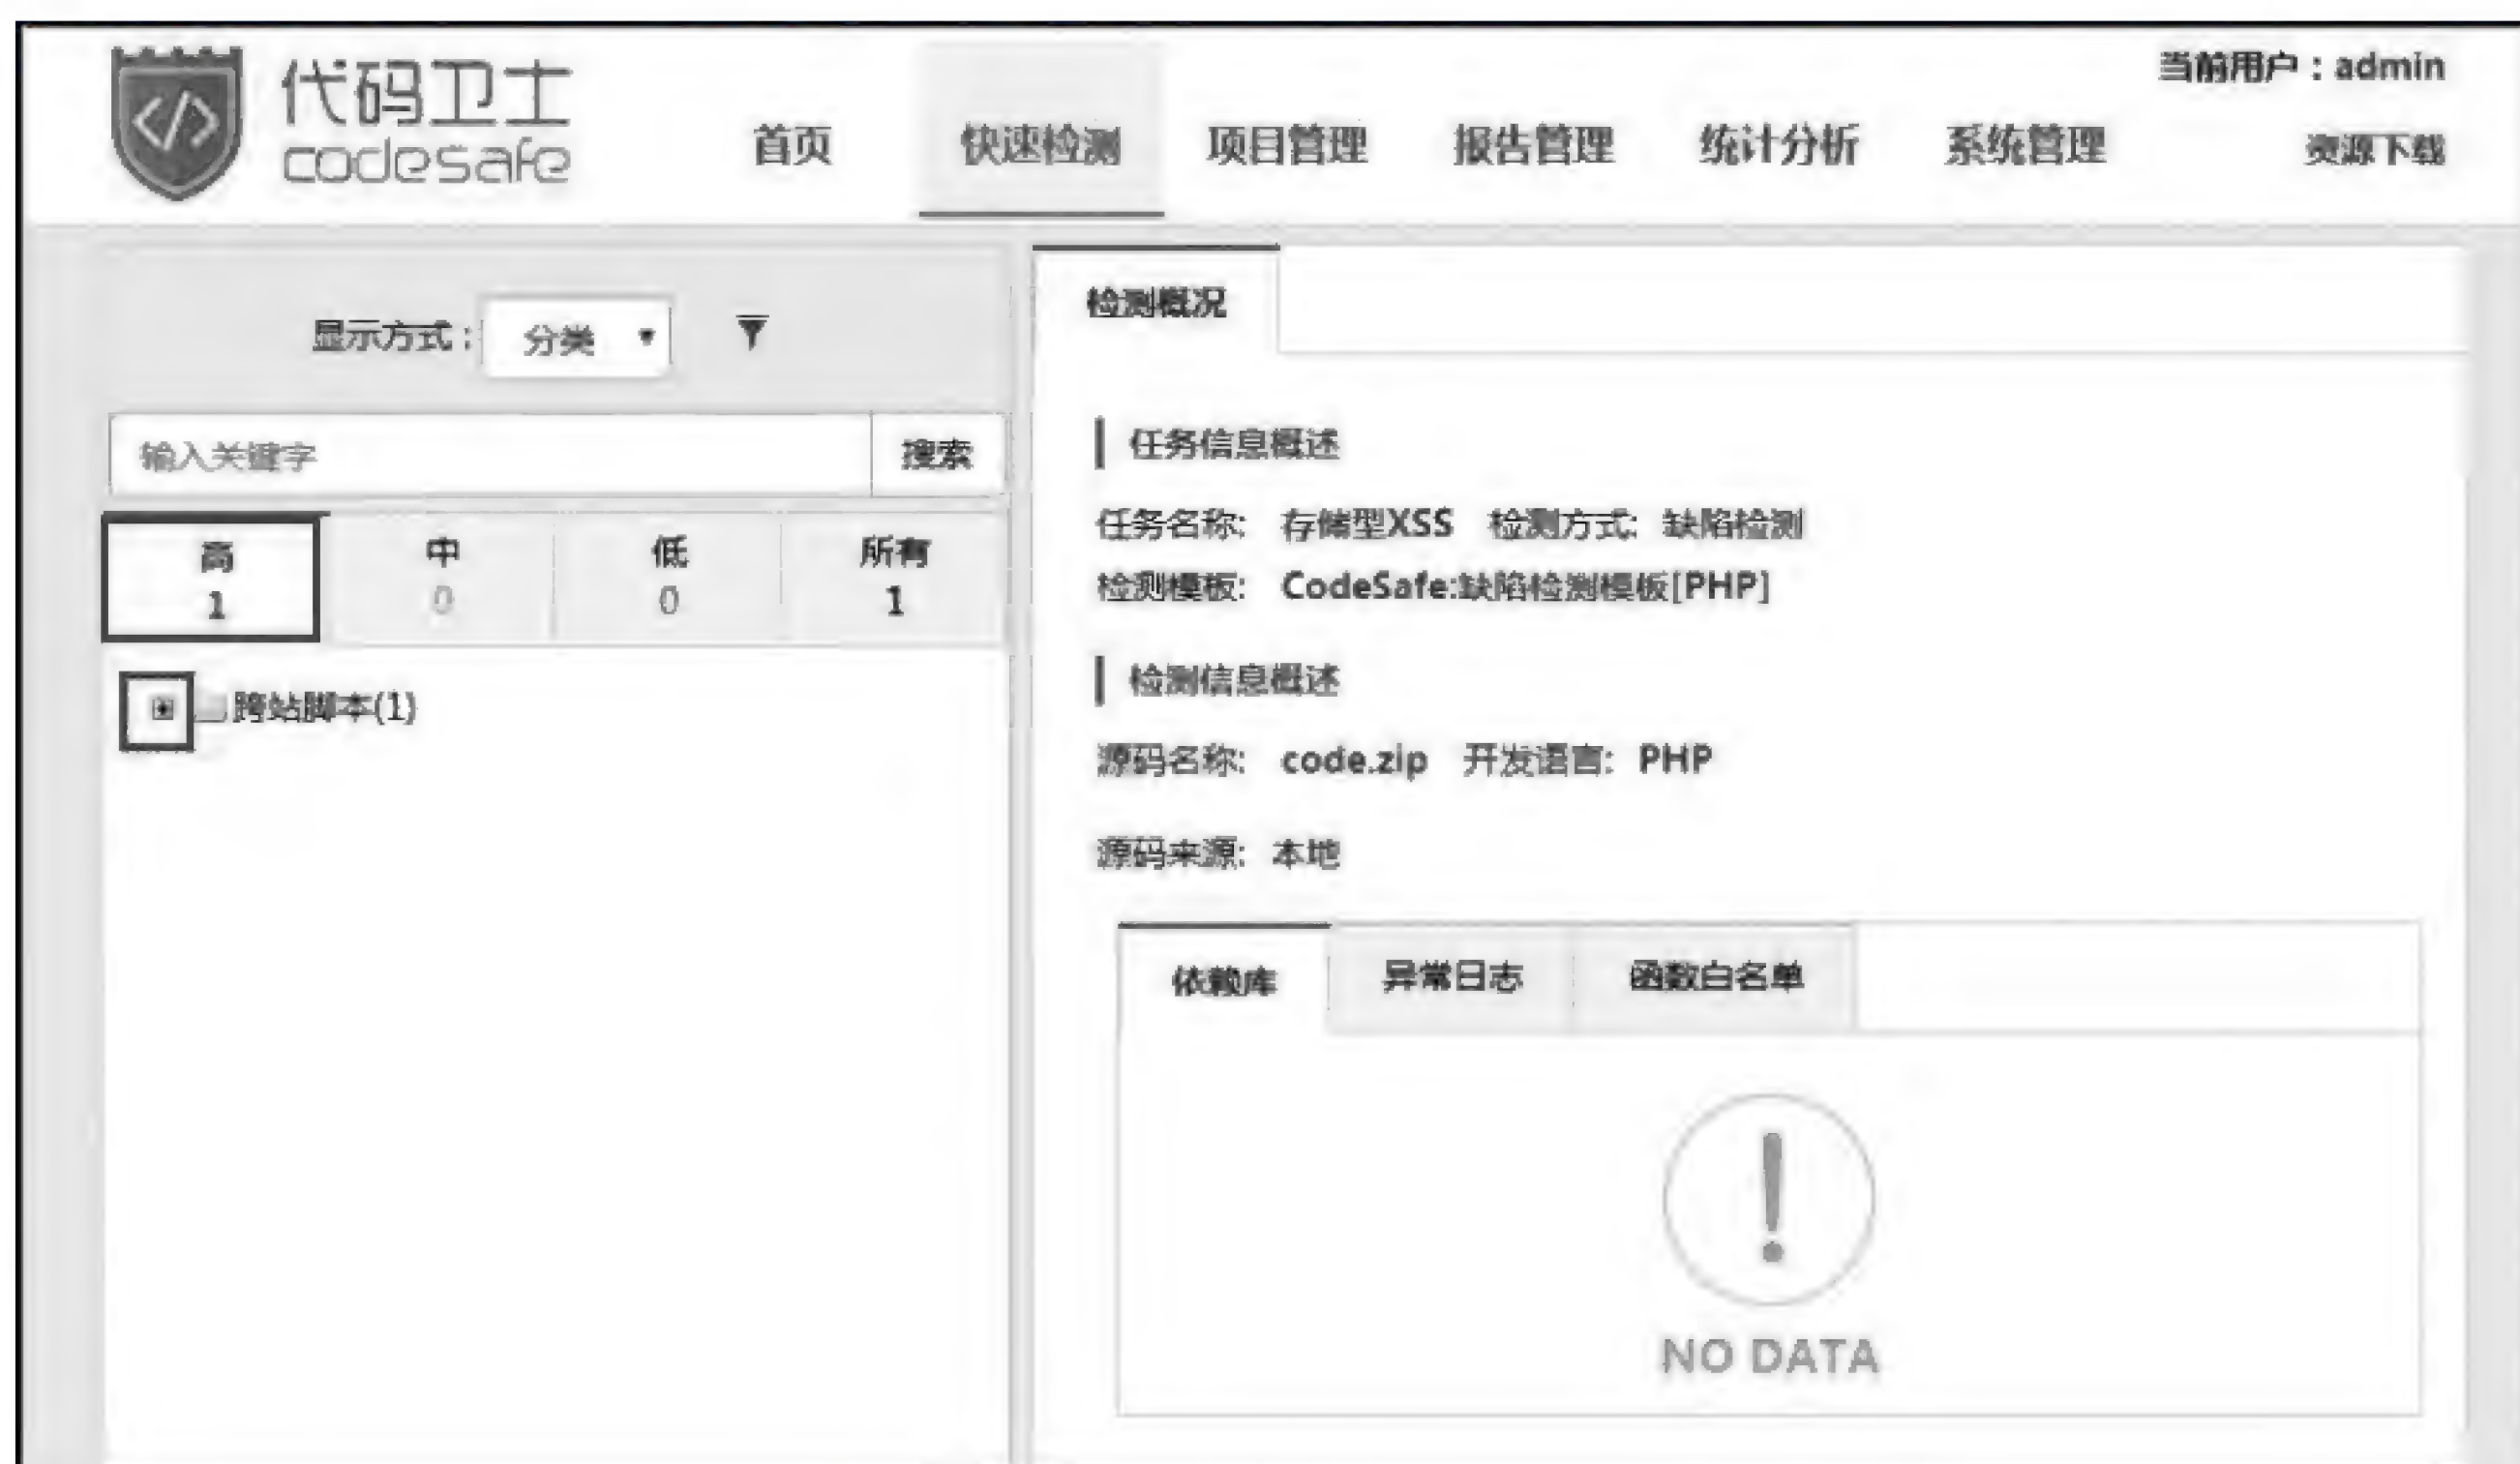 当前用户：admin
代码卫士
codesafe
首页 快速检测 项目管理 报告管理 统计分析 系统管理 资源下载
显示方式： 分类
输入关键字 搜索
高 中 低 所有
1 0 0 1
跨站脚本(1)
检测概况
任务信息概述
任务名称: 存储型XSS 检测方式: 缺陷检测
检测模板: CodeSafe:缺陷检测模板[PHP]
检测信息概述
源码名称: code.zip 开发语言: PHP
源码来源: 本地
依赖库 异常日志 函数白名单
NO DATA